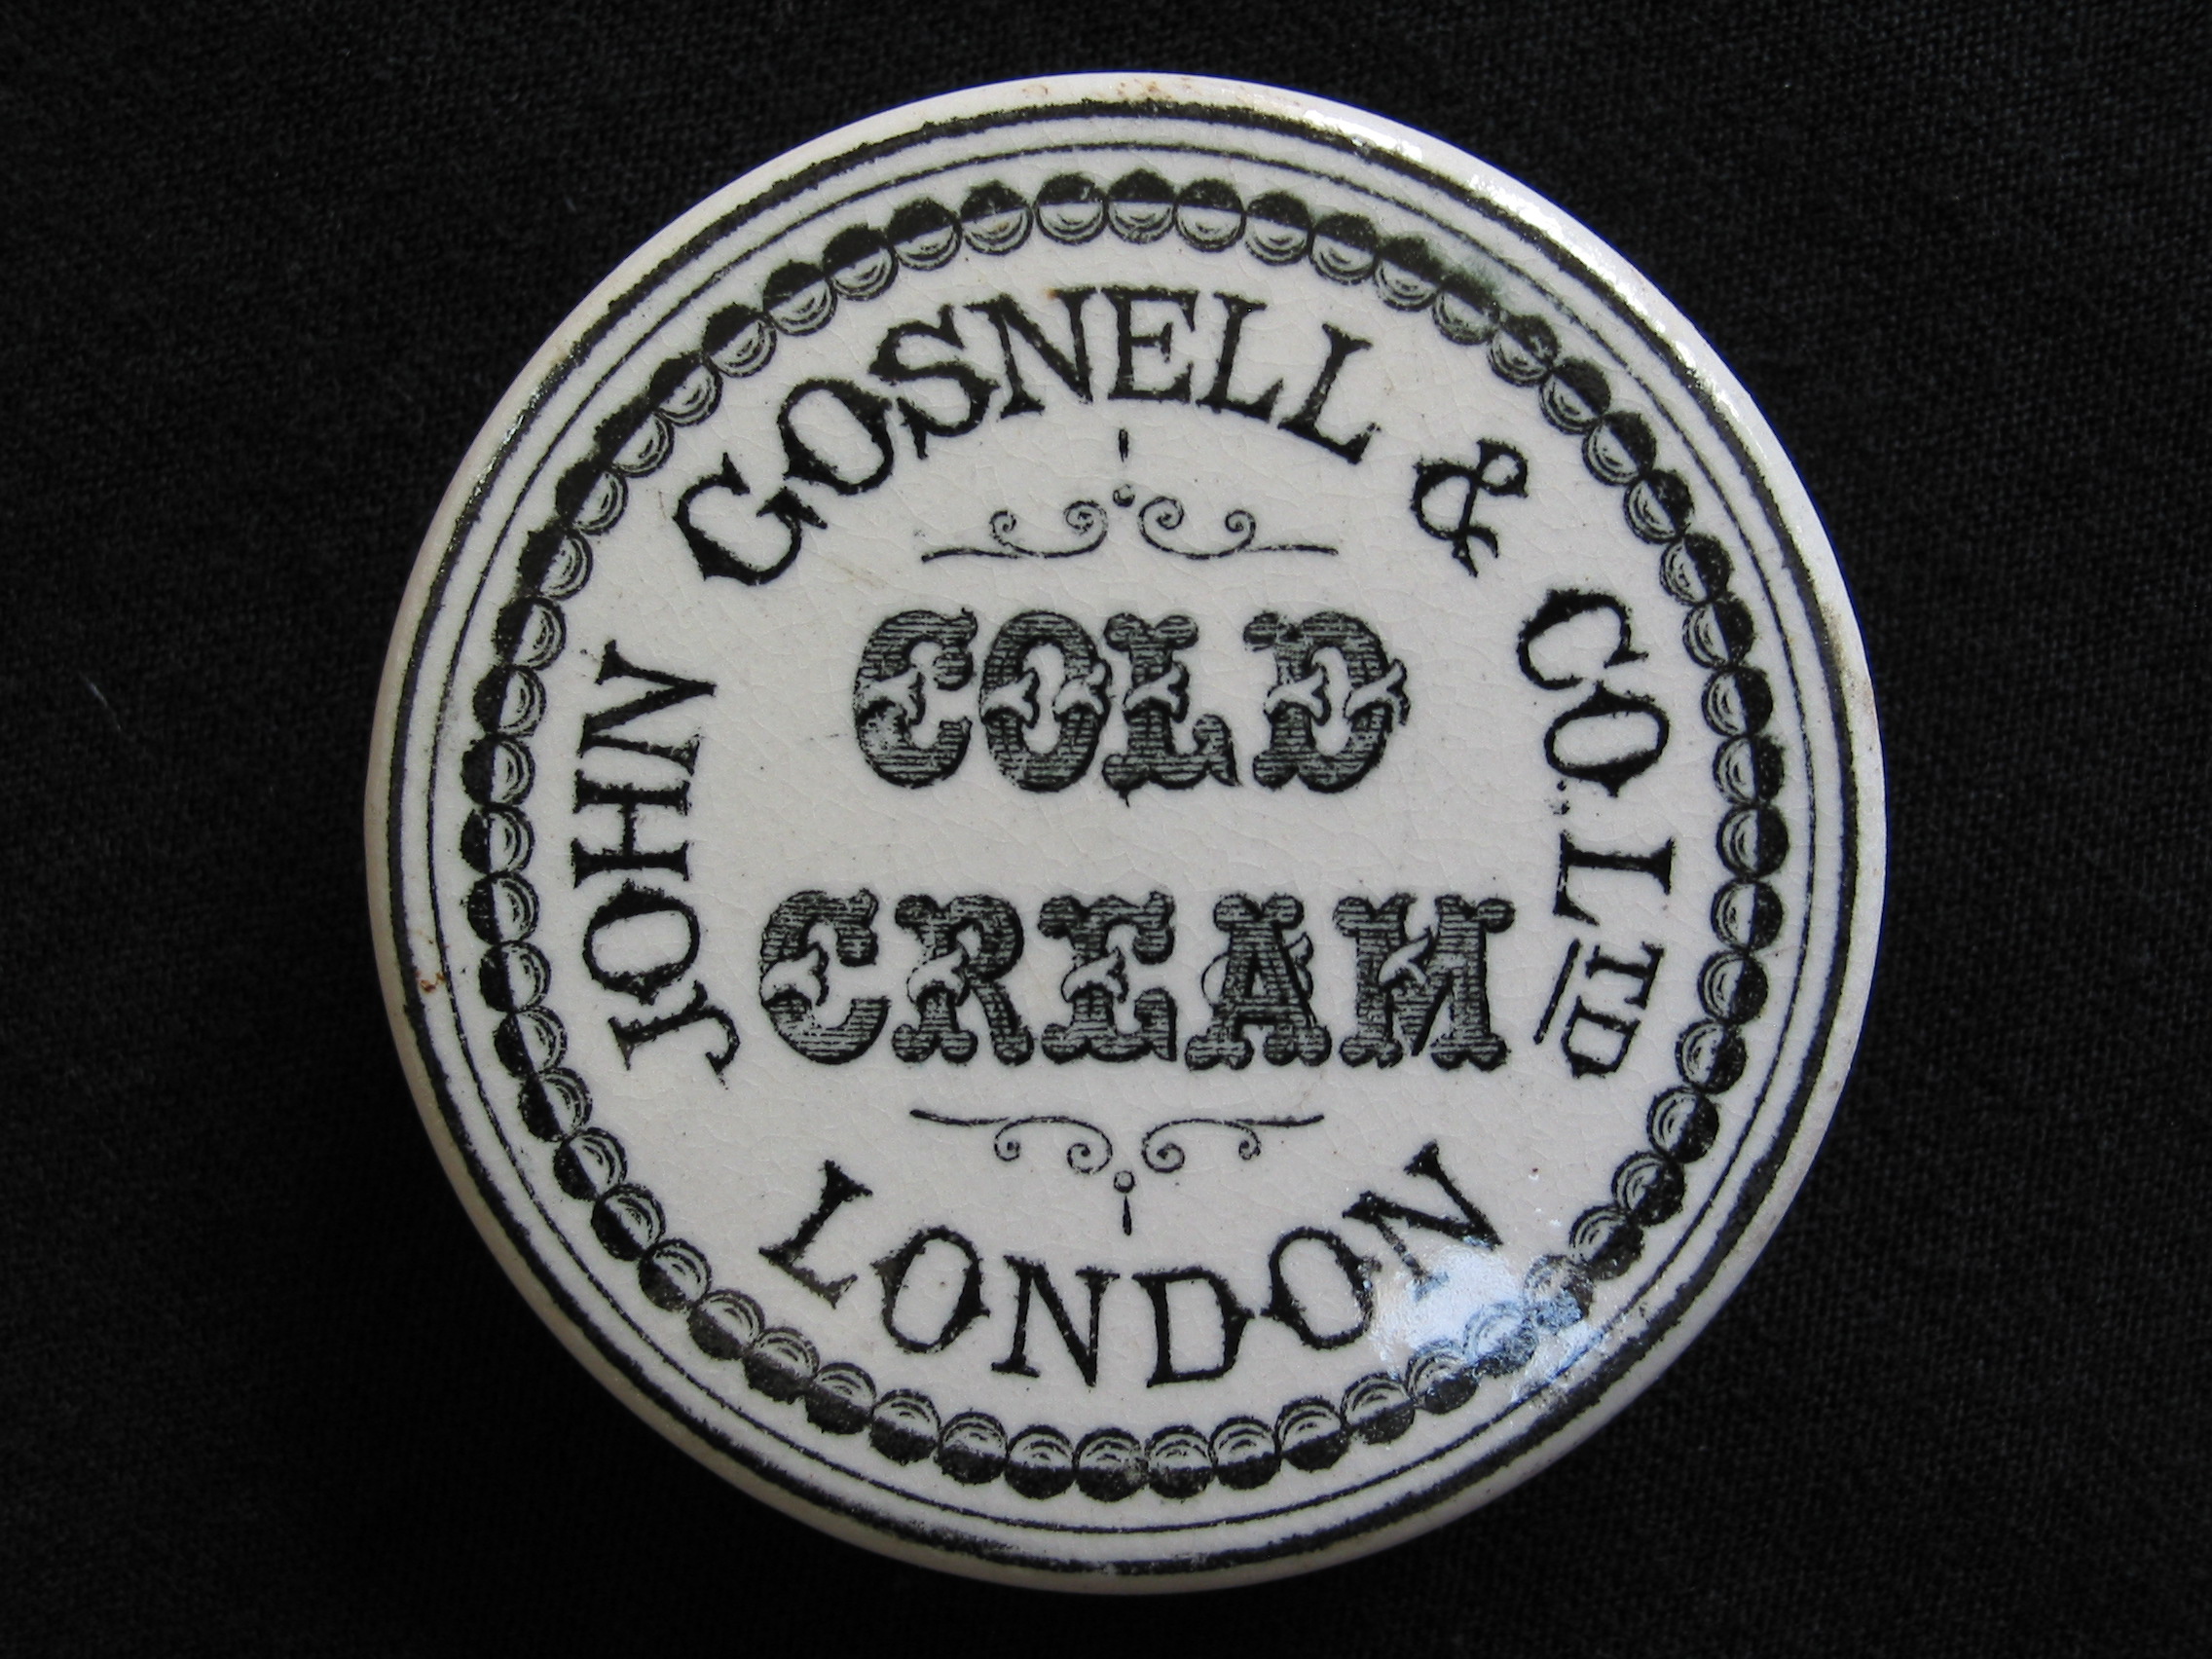 JOHN GOSNELL & CO. LTD
COLD
CREAM
LONDON